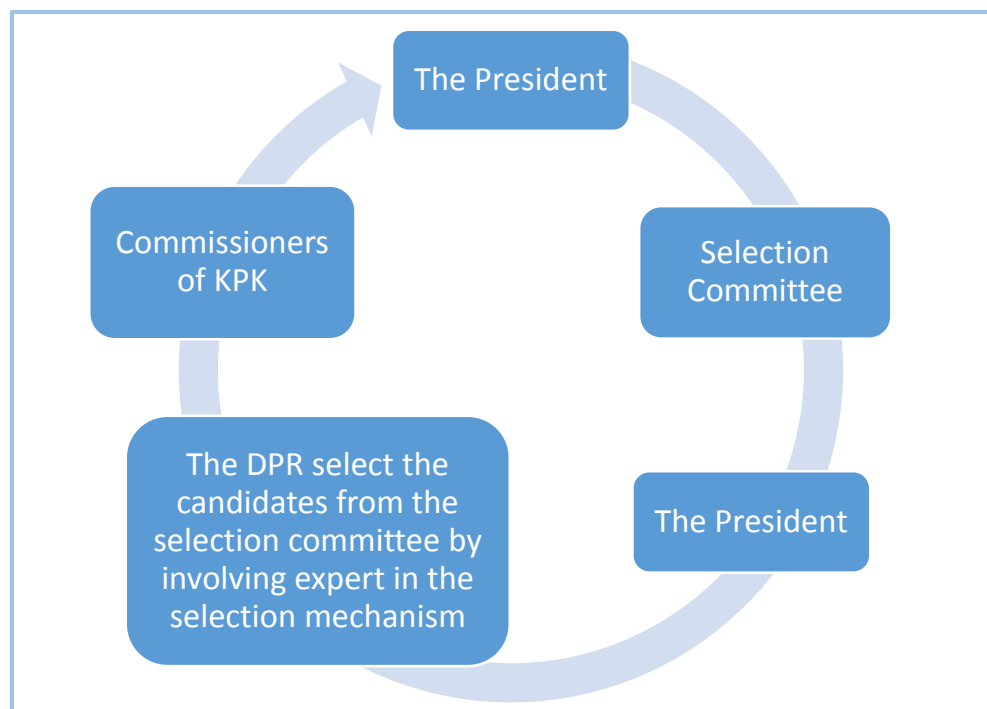 The President
Selection
Committee
The President
The DPR select the
candidates from the
selection committee by
involving expert in the
selection mechanism
Commissioners
of KPK